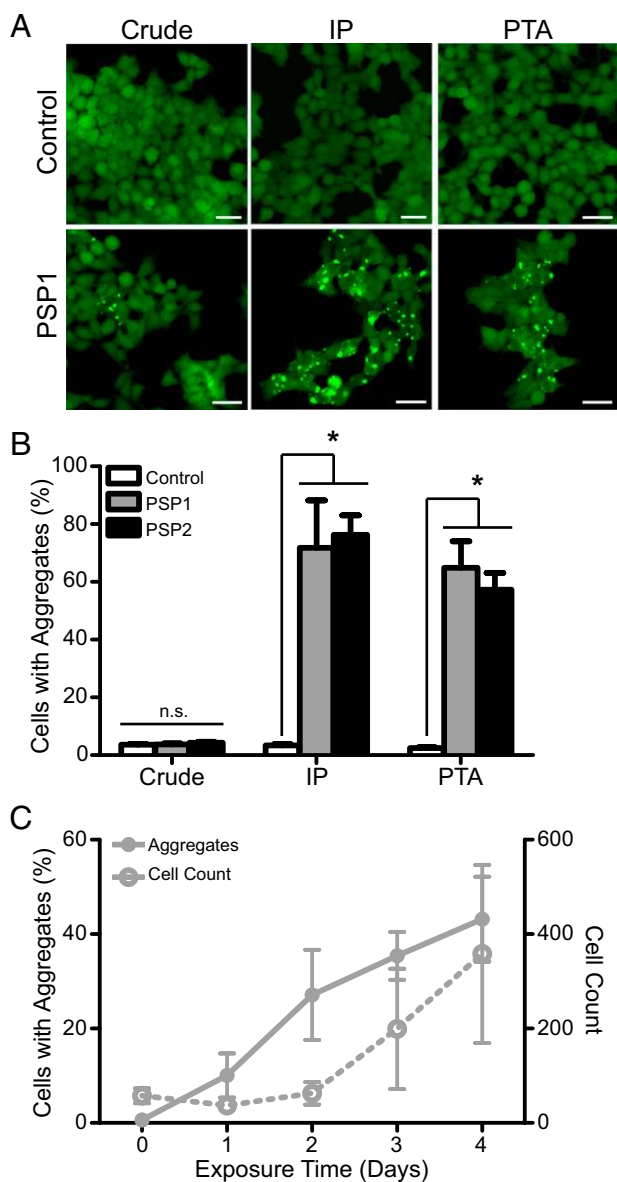 A
Crude IP PTA
Control
PSP1
B
Cells with Aggregates (%)
100
80
60
40
20
0
Control
PSP1
PSP2
n.s.
*
*
Crude IP PTA
C
Cells with Aggregates (%)
60
40
20
0
Aggregates
Cell Count
600
400
200
0
Cell Count
0 1 2 3 4
Exposure Time (Days)